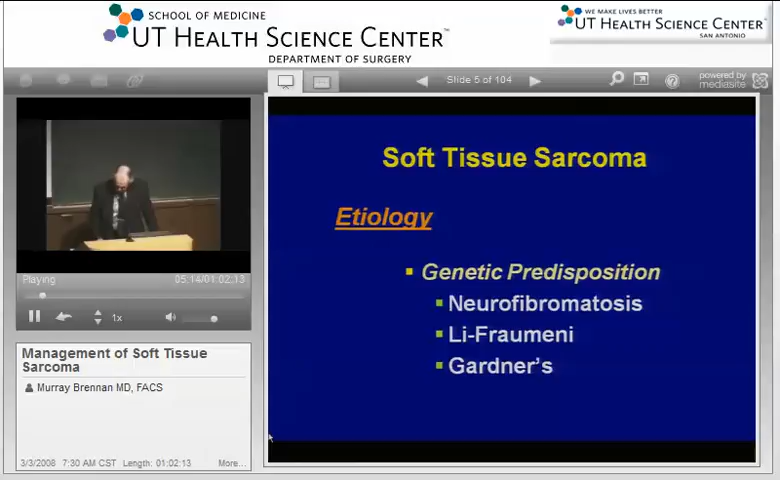 SCHOOL OF MEDICINE
UT HEALTH SCIENCE CENTER™
DEPARTMENT OF SURGERY
WE MAKE LIVES BETTER
UT HEALTH SCIENCE CENTER™
SAN ANTONIO
Slide 5 of 104
powered by
mediasite
Soft Tissue Sarcoma
Etiology
Genetic Predisposition
Neurofibromatosis
Li-Fraumeni
Gardner's
Playing
05:14/01:02:13
1x
Management of Soft Tissue
Sarcoma
Murray Brennan MD, FACS
3/3/2008 7:30 AM CST Length: 01:02:13 More...